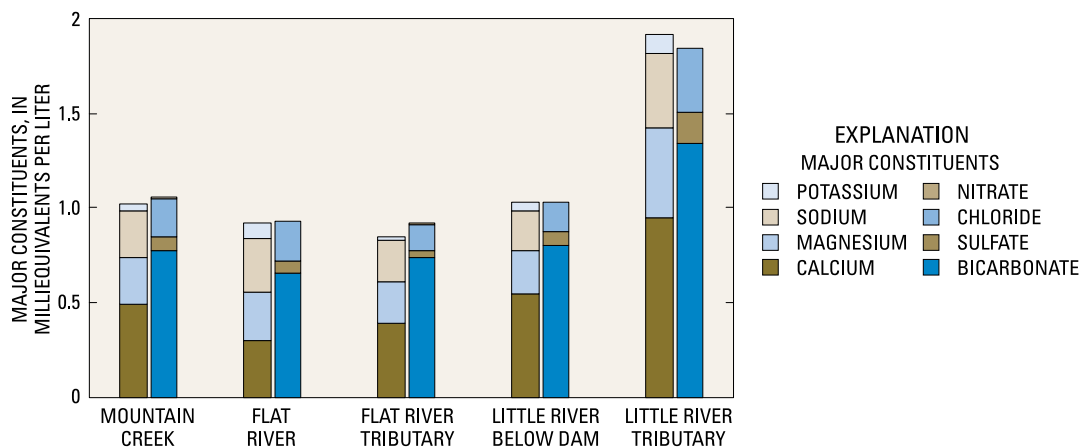 MAJOR CONSTITUENTS, IN
MILLIEQUIVALENTS PER LITER
2
1.5
1.0
0.5
0
MOUNTAIN
CREEK
FLAT
RIVER
FLAT RIVER
TRIBUTARY
LITTLE RIVER
BELOW DAM
LITTLE RIVER
TRIBUTARY
EXPLANATION
MAJOR CONSTITUENTS
POTASSIUM
SODIUM
MAGNESIUM
CALCIUM
NITRATE
CHLORIDE
SULFATE
BICARBONATE